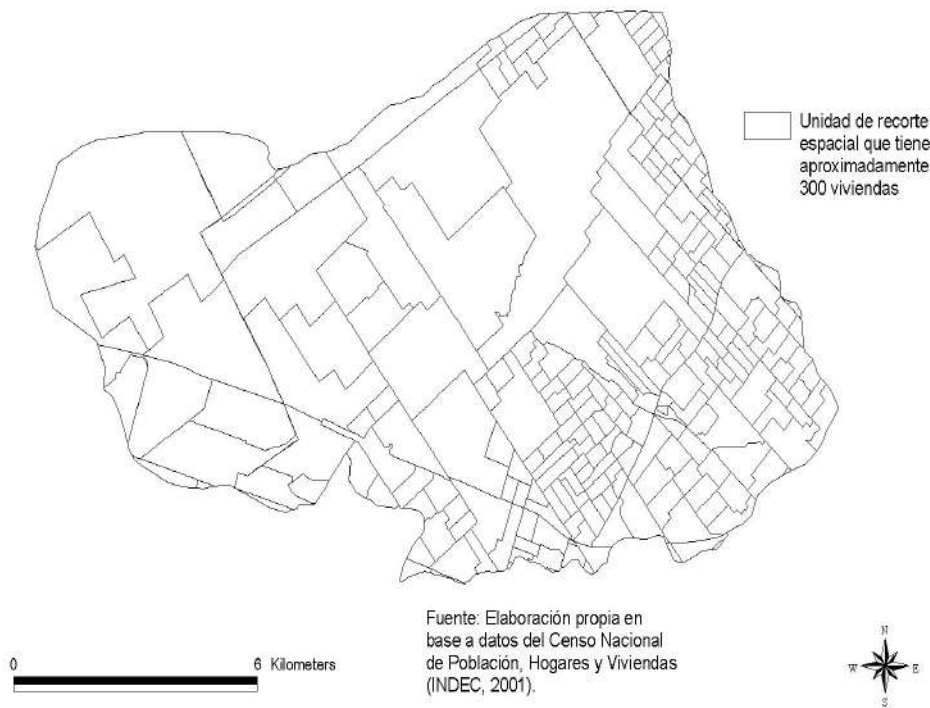 Unidad de recorte
espacial que tiene
aproximadamente
300 viviendas
Fuente: Elaboración propia en
base a datos del Censo Nacional
de Población, Hogares y Viviendas
(INDEC, 2001).
0 6 Kilometers
N
W E
S